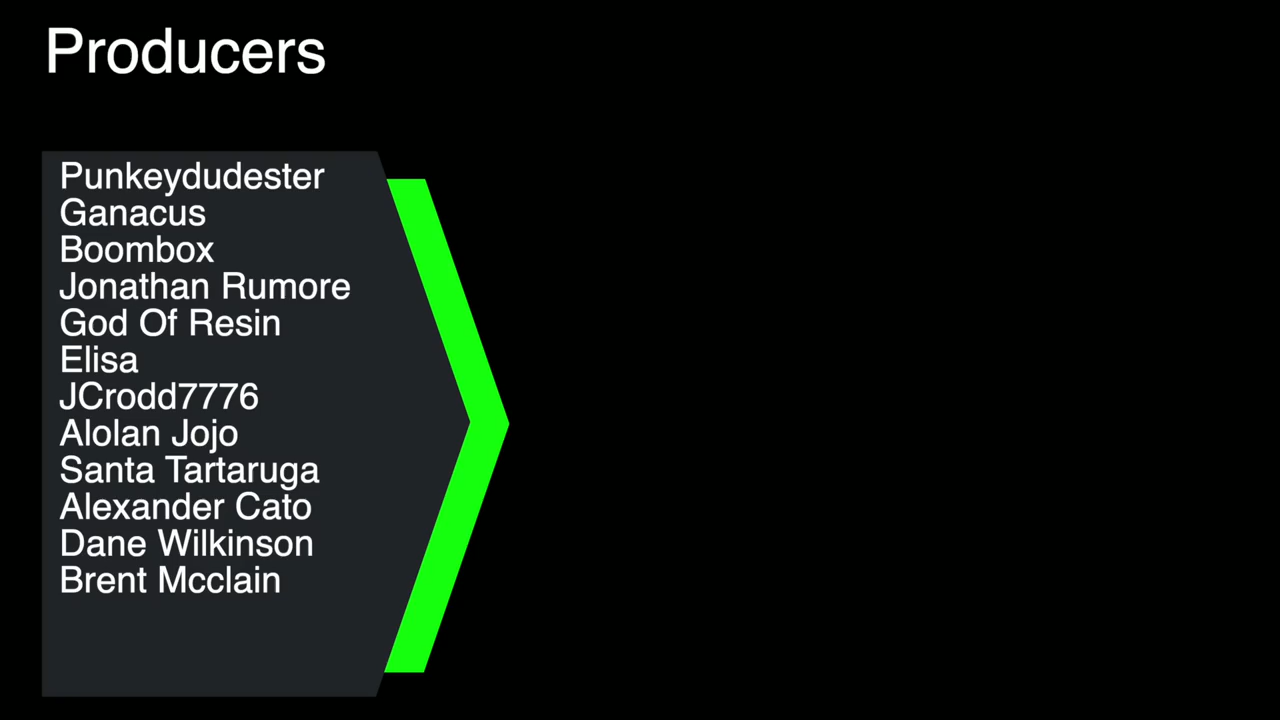 Producers
Punkeydudester
Ganacus
Boombox
Jonathan Rumore
God Of Resin
Elisa
JCrodd7776
Alolan Jojo
Santa Tartaruga
Alexander Cato
Dane Wilkinson
Brent Mcclain